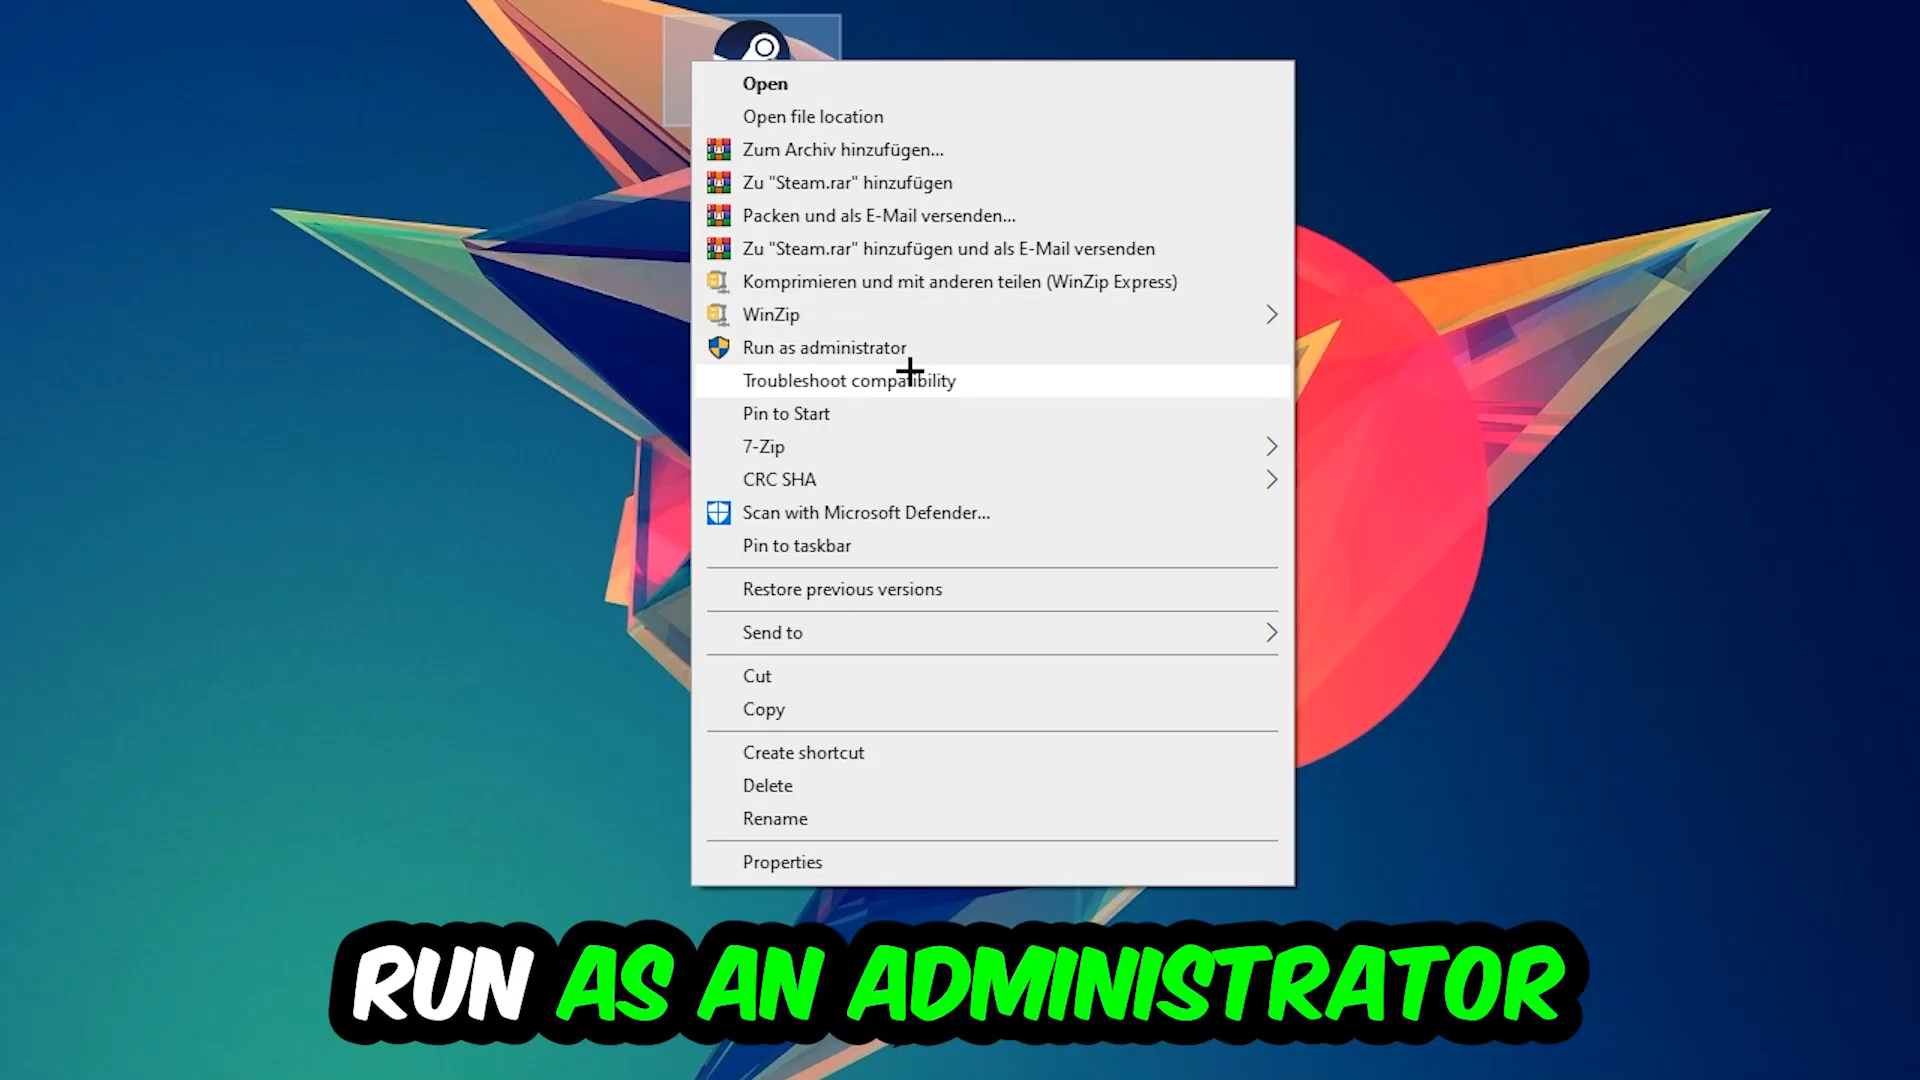 Open
Open file location
Zum Archiv hinzufügen...
Zu "Steam.rar" hinzufügen
Packen und als E-Mail versenden...
Zu "Steam.rar" hinzufügen und als E-Mail versenden
Komprimieren und mit anderen teilen (WinZip Express)
WinZip
Run as administrator
Troubleshoot compatibility
Pin to Start
7-Zip
CRC SHA
Scan with Microsoft Defender...
Pin to taskbar
Restore previous versions
Send to
Cut
Copy
Create shortcut
Delete
Rename
Properties
RUN AS AN ADMINISTRATOR